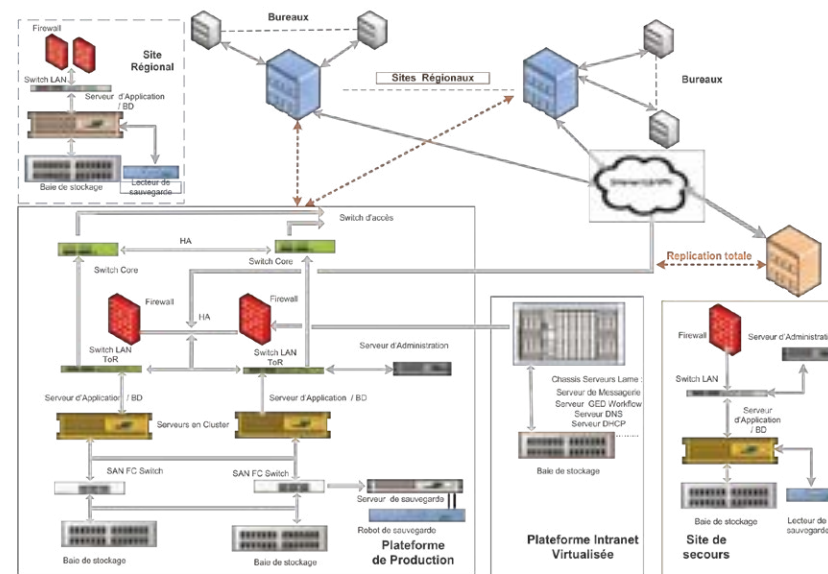 Firewall
Site
Régional
Switch LAN
Serveur d'Application
/ BD
Baie de stockage
Lecteur de
sauvegarde
Bureaux
Sites Régionaux
Bureaux
Replication totale
Switch d'accès
HA
Switch Core
Switch Core
Firewall
Firewall
HA
Switch LAN
ToR
Switch LAN
ToR
Serveur d'Administration
Serveur d'Application / BD
Serveur d'Application / BD
Serveurs en Cluster
SAN FC Switch
SAN FC Switch
Serveur de sauvegarde
Robot de sauvegarde
Baie de stockage
Baie de stockage
Plateforme
de Production
Chassis Serveurs Lame :
Serveur de Messagerie
Serveur GED Workflow
Serveur DNS
Serveur DHCP
Baie de stockage
Plateforme Intranet
Virtualisée
Firewall
Serveur d'Administration
Switch LAN
Serveur
d'Application
/ BD
Baie de stockage
Lecteur de
sauvegarde
Site de
secours